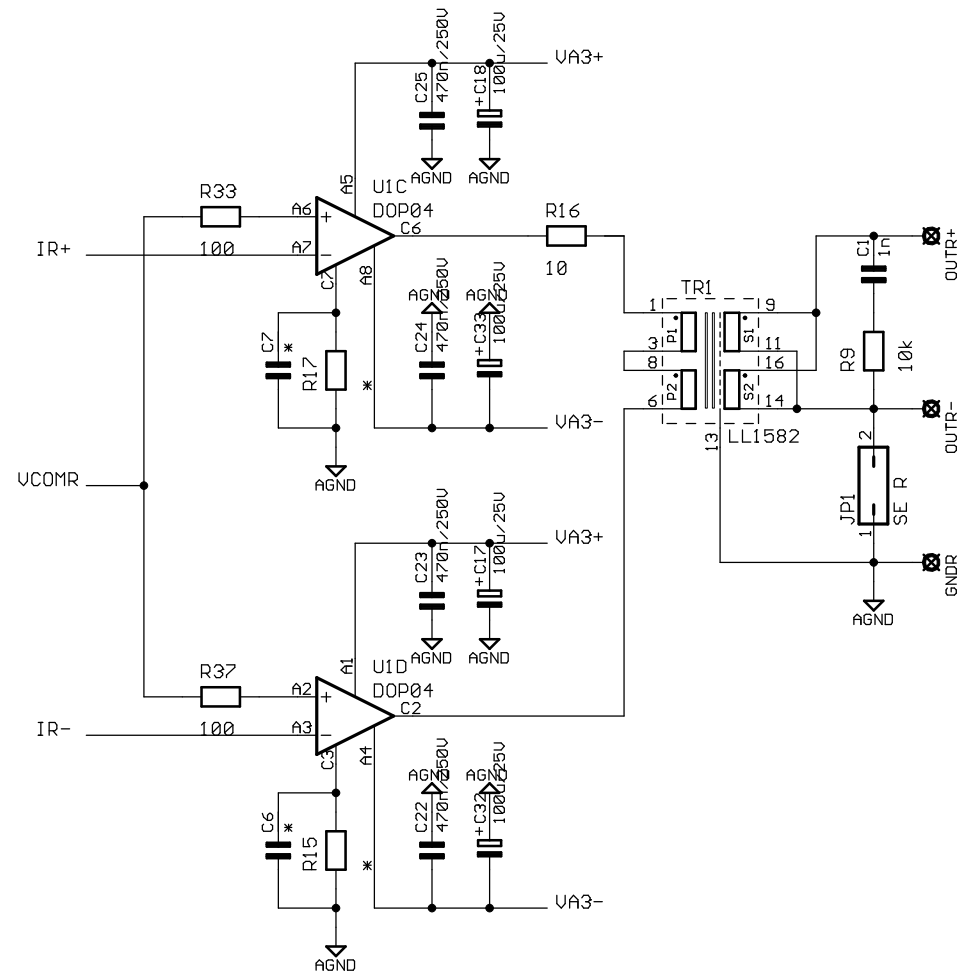 C25
470n/250V
+C18
100u/25V
VA3+
AGND
AGND
A5
U1C
DOP04
R33
100
A6
+
A7
-
C6
C7
A8
IR+
R16
10
C7
*
R17
*
AGND
C24
470n/250V
AGND
+C33
100u/25V
VA3-
AGND
TR1
1
3
8
6
P1
P2
S1
S2
9
11
16
14
13
LL1582
C1
1n
R9
10k
OUTR+
OUTR-
2
JP1
SE R
1
GNDR
AGND
VCOMR
C23
470n/250V
+C17
100u/25V
VA3+
AGND
AGND
A1
U1D
DOP04
R37
100
A2
+
A3
-
C2
C3
A4
IR-
C6
*
R15
*
AGND
C22
470n/250V
AGND
+C32
100u/25V
VA3-
AGND